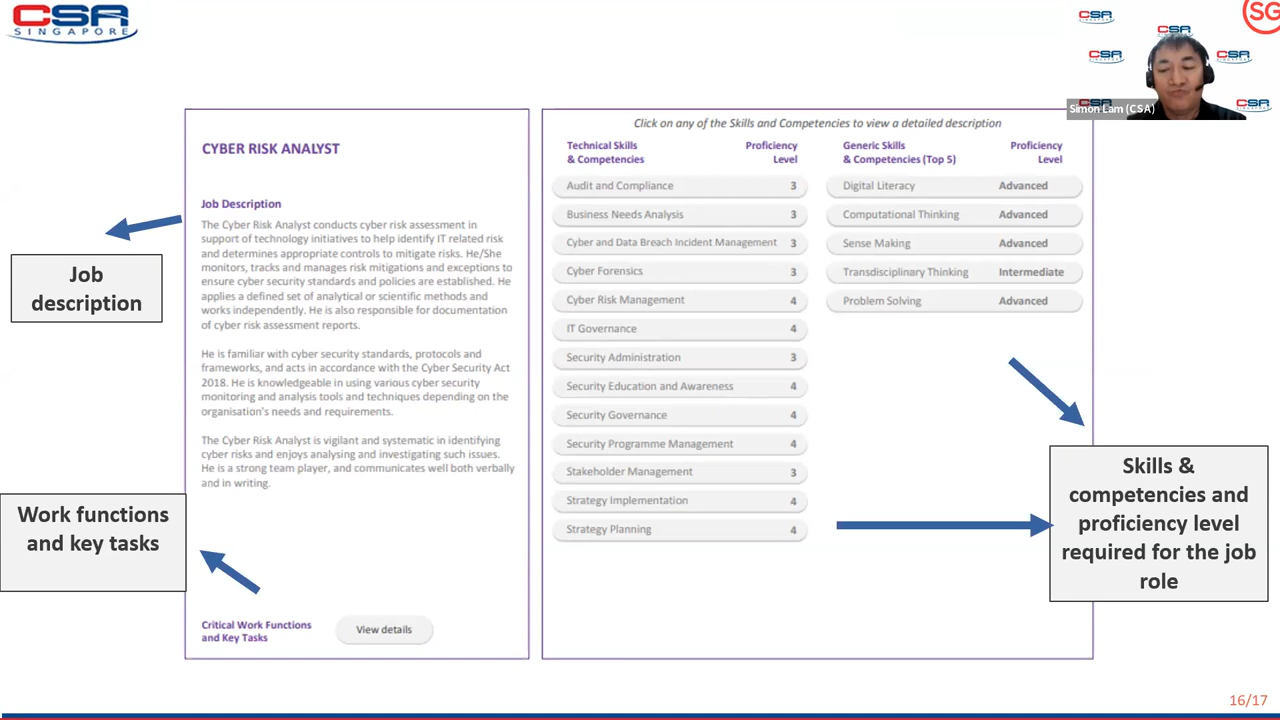 CSA
SINGAPORE
SG
CSA
CSA
CSA
CSA
CSA
CSA
Simon Lam (CSA)
CYBER RISK ANALYST
Job Description
The Cyber Risk Analyst conducts cyber risk assessment in
support of technology initiatives to help identify IT related risk
and determines appropriate controls to mitigate risks. He/She
monitors, tracks and manages risk mitigations and exceptions to
ensure cyber security standards and policies are established. He
applies a defined set of analytical or scientific methods and
works independently. He is also responsible for documentation
of cyber risk assessment reports.
He is familiar with cyber security standards, protocols and
frameworks, and acts in accordance with the Cyber Security Act
2018. He is knowledgeable in using various cyber security
monitoring and analysis tools and techniques depending on the
organisation's needs and requirements.
The Cyber Risk Analyst is vigilant and systematic in identifying
cyber risks and enjoys analysing and investigating such issues.
He is a strong team player, and communicates well both verbally
and in writing.
Critical Work Functions
and Key Tasks
View details
Job
description
Work functions
and key tasks
Click on any of the Skills and Competencies to view a detailed description
Technical Skills
& Competencies
Proficiency
Level
Audit and Compliance 3
Business Needs Analysis 3
Cyber and Data Breach Incident Management 3
Cyber Forensics 3
Cyber Risk Management 4
IT Governance 4
Security Administration 3
Security Education and Awareness 4
Security Governance 4
Security Programme Management 4
Stakeholder Management 3
Strategy Implementation 4
Strategy Planning 4
Generic Skills
& Competencies (Top 5)
Proficiency
Level
Digital Literacy Advanced
Computational Thinking Advanced
Sense Making Advanced
Transdisciplinary Thinking Intermediate
Problem Solving Advanced
Skills &
competencies and
proficiency level
required for the job
role
16/17